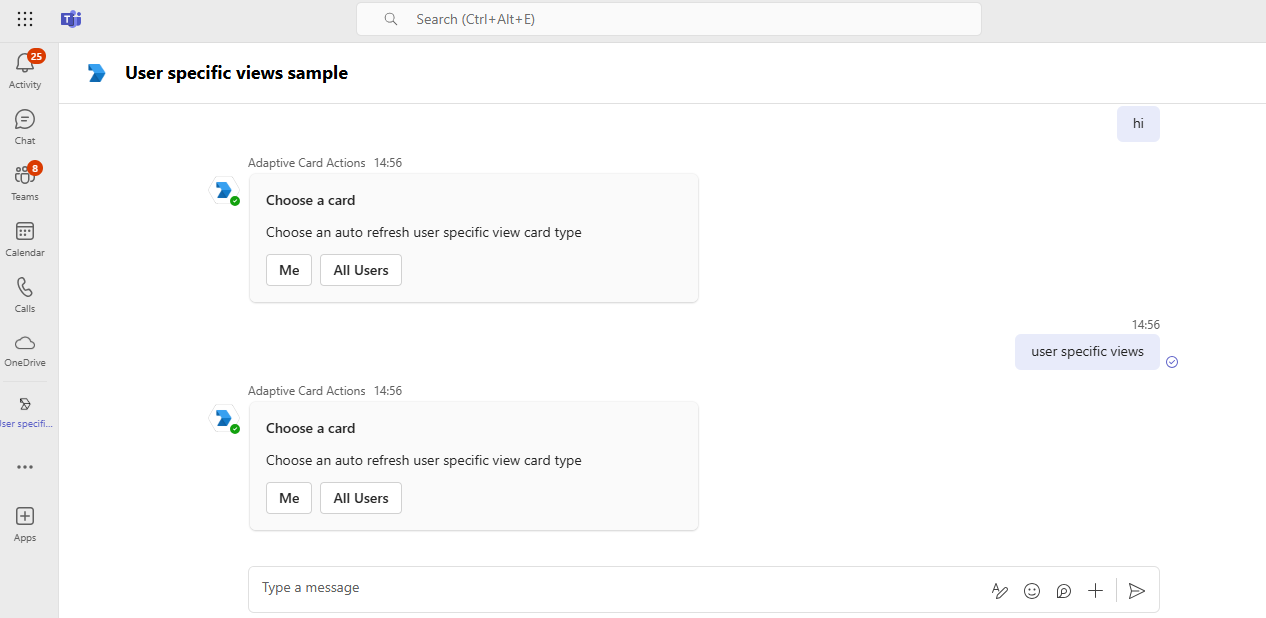 Search (Ctrl+Alt+E)
25
Activity
Chat
8
Teams
Calendar
Calls
OneDrive
User specifi...
Apps
User specific views sample
hi
Adaptive Card Actions 14:56
Choose a card
Choose an auto refresh user specific view card type
Me All Users
14:56
user specific views
Adaptive Card Actions 14:56
Choose a card
Choose an auto refresh user specific view card type
Me All Users
Type a message